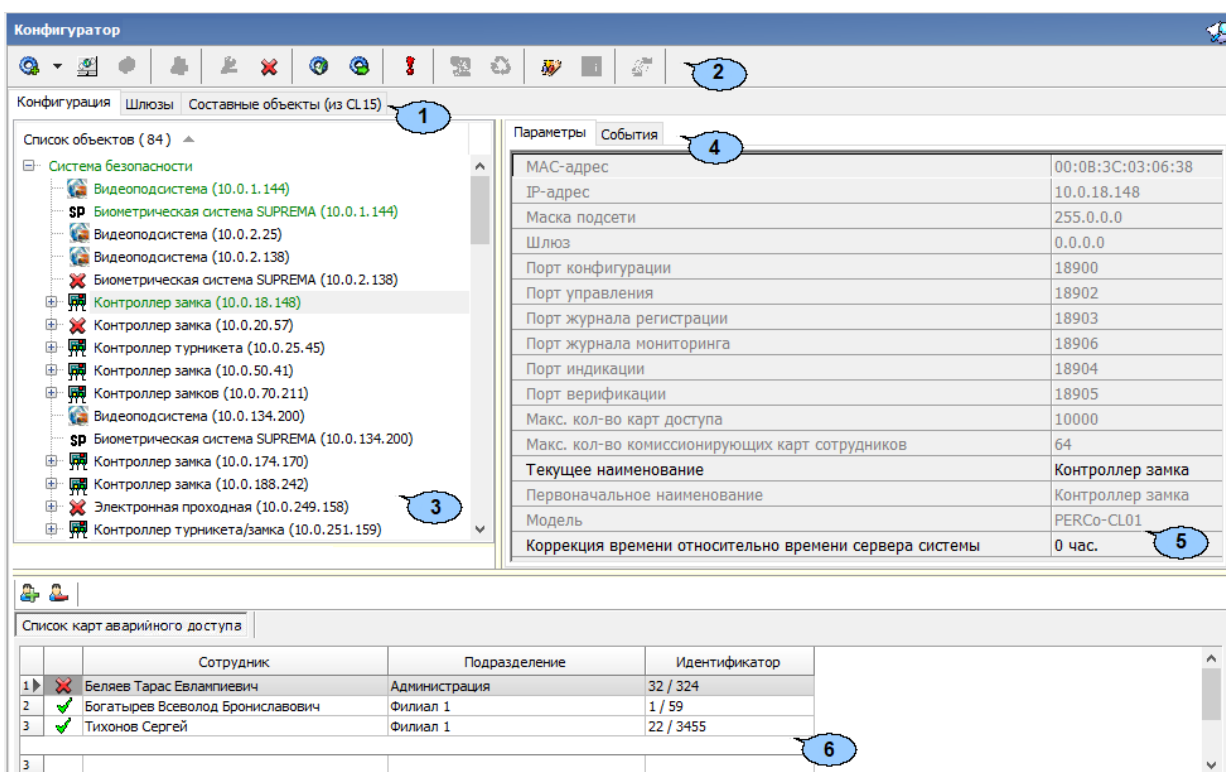 Конфигуратор
2
Конфигурация Шлюзы Составные объекты (из CL15)
1
Список объектов (84)
Система безопасности
Видеоподсистема (10.0.1.144)
SP Биометрическая система SUPREMA (10.0.1.144)
Видеоподсистема (10.0.2.25)
Видеоподсистема (10.0.2.138)
Биометрическая система SUPREMA (10.0.2.138)
Контроллер замка (10.0.18.148)
Контроллер замка (10.0.20.57)
Контроллер турникета (10.0.25.45)
Контроллер замка (10.0.50.41)
Контроллер замков (10.0.70.211)
Видеоподсистема (10.0.134.200)
SP Биометрическая система SUPREMA (10.0.134.200)
Контроллер замка (10.0.174.170)
Контроллер замка (10.0.188.242)
Электронная проходная (10.0.249.158)
Контроллер турникета/замка (10.0.251.159)
3
Параметры События
4
MAC-адрес 00:0B:3C:03:06:38
IP-адрес 10.0.18.148
Маска подсети 255.0.0.0
Шлюз 0.0.0.0
Порт конфигурации 18900
Порт управления 18902
Порт журнала регистрации 18903
Порт журнала мониторинга 18906
Порт индикации 18904
Порт верификации 18905
Макс. кол-во карт доступа 10000
Макс. кол-во комиссионирующих карт сотрудников 64
Текущее наименование Контроллер замка
Первоначальное наименование Контроллер замка
Модель PERCo-CL01
Коррекция времени относительно времени сервера системы 0 час.
5
Список карт аварийного доступа
Сотрудник Подразделение Идентификатор
1 Беляев Тарас Евлампиевич Администрация 32 / 324
2 Богатырев Всеволод Брониславович Филиал 1 1 / 59
3 Тихонов Сергей Филиал 1 22 / 3455
6
3